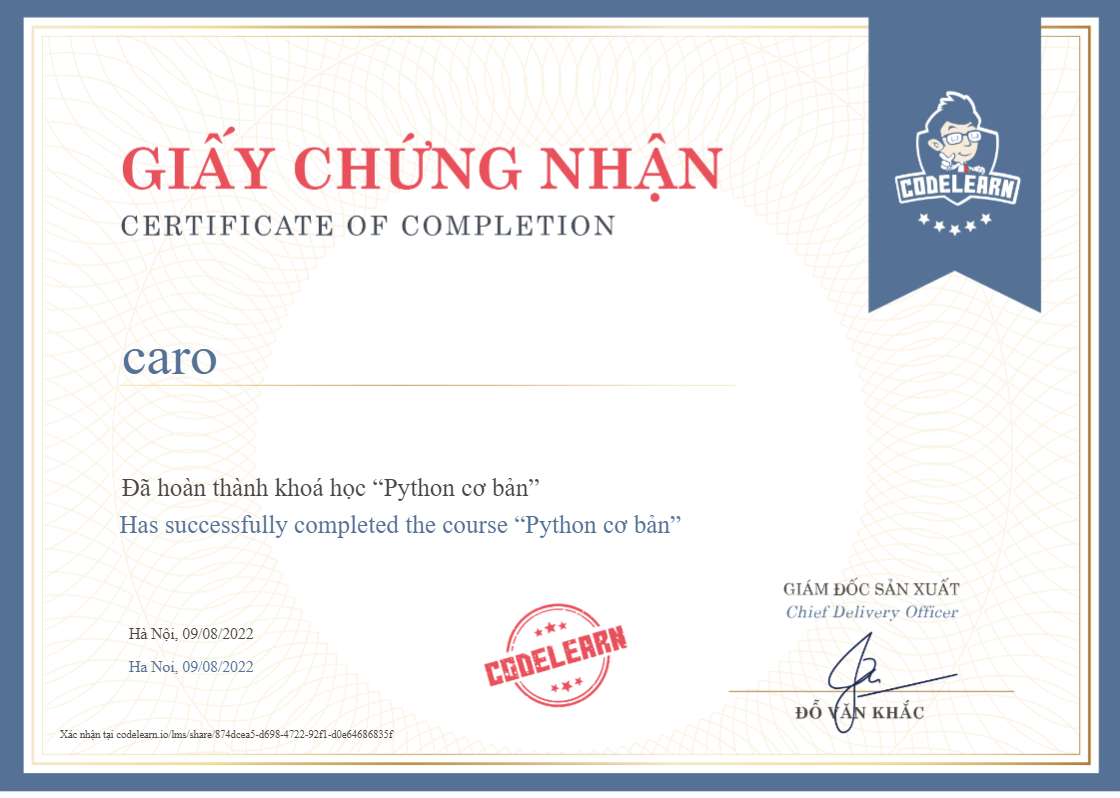 CODELEARN
GIẤY CHỨNG NHẬN
CERTIFICATE OF COMPLETION
caro
Đã hoàn thành khoá học “Python cơ bản”
Has successfully completed the course “Python cơ bản”
GIÁM ĐỐC SẢN XUẤT
Chief Delivery Officer
Hà Nội, 09/08/2022
Ha Noi, 09/08/2022
CODELEARN
ĐỖ VĂN KHẮC
Xác nhận tại codelearn.io/lms/share/874dcea5-d698-4722-92f1-d0e64686835f